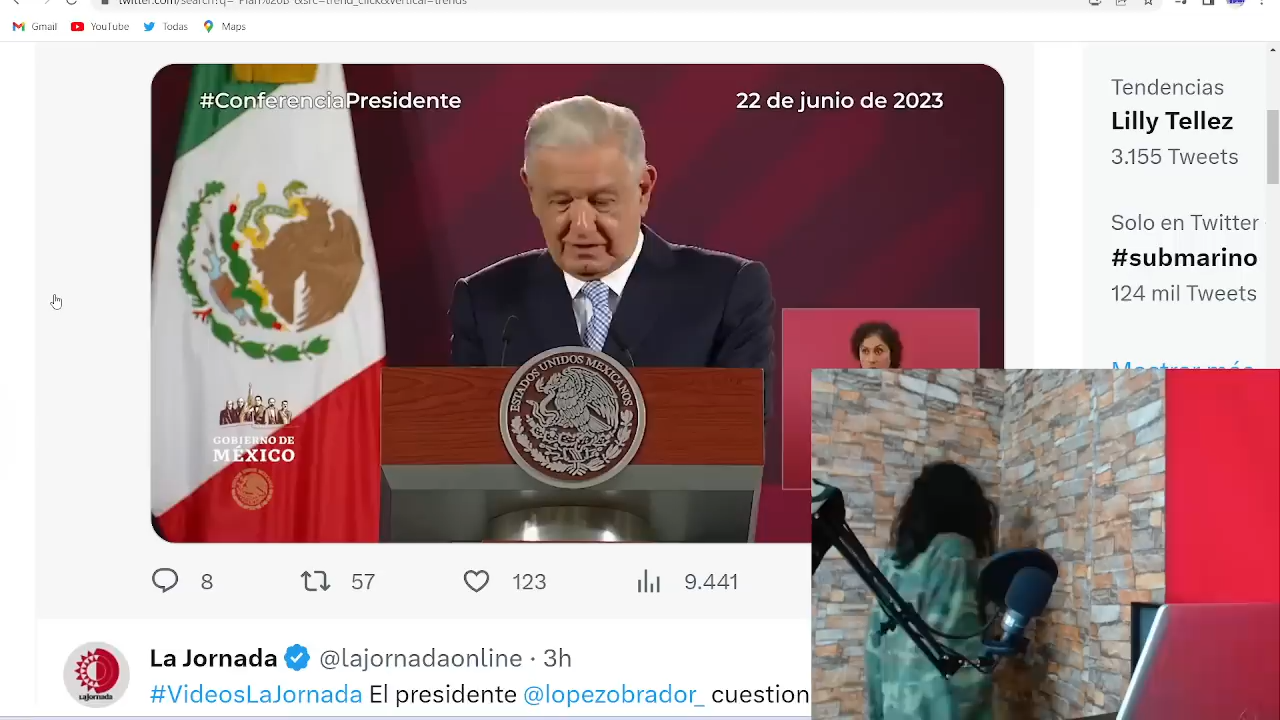 Gmail
YouTube
Todas
Maps
#ConferenciaPresidente
22 de junio de 2023
ESTADOS UNIDOS MEXICANOS
GOBIERNO DE
MÉXICO
8
57
123
9.441
La Jornada @lajornadaonline · 3h
#VideosLaJornada El presidente @lopezobrador_ cuestion
Tendencias
Lilly Tellez
3.155 Tweets
Solo en Twitter
#submarino
124 mil Tweets
Mostrar más